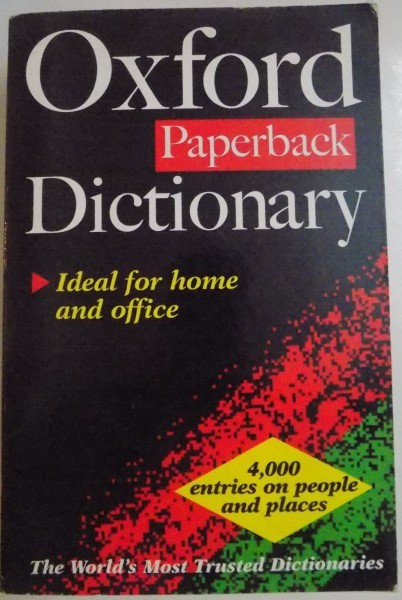 Oxford
Paperback
Dictionary
Ideal for home
and office
4,000
entries on people
and places
The World's Most Trusted Dictionaries